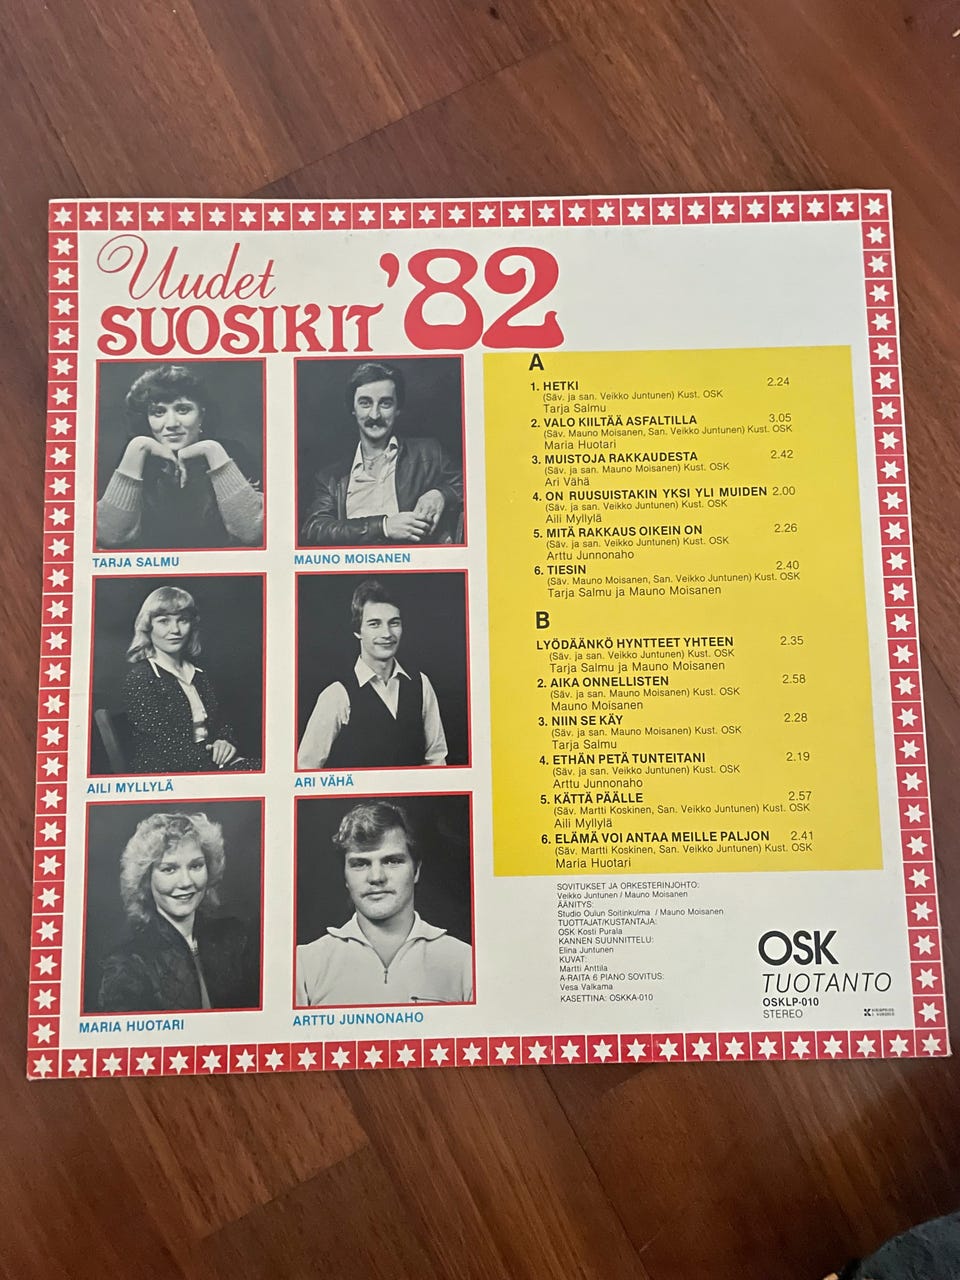 Uudet
SUOSIKIT '82
TARJA SALMU
MAUNO MOISANEN
AILI MYLLYLÄ
ARI VÄHÄ
MARIA HUOTARI
ARTTU JUNNONAHO
A
1. HETKI 2.24
(Säv. ja san. Veikko Juntunen) Kust. OSK
Tarja Salmu
2. VALO KIILTÄÄ ASFALTILLA 3.05
(Säv. Mauno Moisanen, San. Veikko Juntunen) Kust. OSK
Maria Huotari
3. MUISTOJA RAKKAUDESTA 2.42
(Säv. ja san. Mauno Moisanen) Kust. OSK
Ari Vähä
4. ON RUUSUISTAKIN YKSI YLI MUIDEN 2.00
(Säv. ja san. Veikko Juntunen) Kust. OSK
Aili Myllylä
5. MITÄ RAKKAUS OIKEIN ON 2.26
(Säv. ja san. Veikko Juntunen) Kust. OSK
Arttu Junnonaho
6. TIESIN 2.40
(Säv. Mauno Moisanen, San. Veikko Juntunen) Kust. OSK
Tarja Salmu ja Mauno Moisanen
B
LYÖDÄÄNKÖ HYNTTEET YHTEEN 2.35
(Säv. ja san. Veikko Juntunen) Kust. OSK
Tarja Salmu ja Mauno Moisanen
2. AIKA ONNELLISTEN 2.58
(Säv. ja san. Mauno Moisanen) Kust. OSK
Mauno Moisanen
3. NIIN SE KÄY 2.28
(Säv. ja san. Mauno Moisanen) Kust. OSK
Tarja Salmu
4. ETHÄN PETÄ TUNTEITANI 2.19
(Säv. ja san. Veikko Juntunen) Kust. OSK
Arttu Junnonaho
5. KÄTTÄ PÄÄLLE 2.57
(Säv. Martti Koskinen, San. Veikko Juntunen) Kust. OSK
Aili Myllylä
6. ELÄMÄ VOI ANTAA MEILLE PALJON 2.41
(Säv. Martti Koskinen, San. Veikko Juntunen) Kust. OSK
Maria Huotari
SOVITUKSET JA ORKESTERINJOHTO:
Veikko Juntunen / Mauno Moisanen
ÄÄNITYS:
Studio Oulun Soitinkulma / Mauno Moisanen
TUOTTAJAT/KUSTANTAJA:
OSK Kosti Purala
KANNEN SUUNNITTELU:
Elina Juntunen
KUVAT:
Martti Anttila
A-RAITA 6 PIANO SOVITUS:
Vesa Valkama
KASETTINA: OSKKA-010
OSK
TUOTANTO
OSKLP-010
STEREO